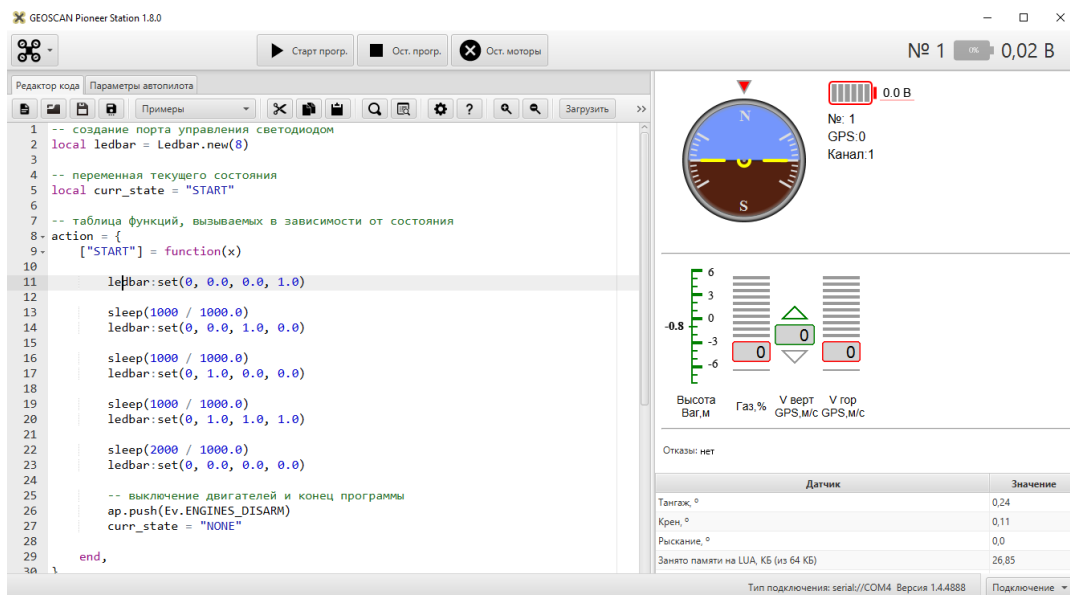 GEOSCAN Pioneer Station 1.8.0
Старт прогр. Ост. прогр. Ост. моторы № 1 0% 0,02 В
Редактор кода Параметры автопилота
Примеры ? Загрузить >>
1 -- создание порта управления светодиодом
2 local ledbar = Ledbar.new(8)
3
4 -- переменная текущего состояния
5 local curr_state = "START"
6
7 -- таблица функций, вызываемых в зависимости от состояния
8 action = {
9 ["START"] = function(x)
10
11 ledbar:set(0, 0.0, 0.0, 1.0)
12
13 sleep(1000 / 1000.0)
14 ledbar:set(0, 0.0, 1.0, 0.0)
15
16 sleep(1000 / 1000.0)
17 ledbar:set(0, 1.0, 0.0, 0.0)
18
19 sleep(1000 / 1000.0)
20 ledbar:set(0, 1.0, 1.0, 1.0)
21
22 sleep(2000 / 1000.0)
23 ledbar:set(0, 0.0, 0.0, 0.0)
24
25 -- выключение двигателей и конец программы
26 ap.push(Ev.ENGINES_DISARM)
27 curr_state = "NONE"
28
29 end,
30 }
N
S
0.0 В
№: 1
GPS:0
Канал:1
6
3
0
-0.8
-3
-6
0 0 0
Высота Баг,м
Газ,%
V верт GPS,м/с
V гор GPS,м/с
Отказы: нет
Датчик Значение
Тангаж, ° 0,24
Крен, ° 0,11
Рыскание, ° 0,0
Занято памяти на LUA, КБ (из 64 КБ) 26,85
Тип подключения: serial://COM4 Версия 1.4.4888 Подключение